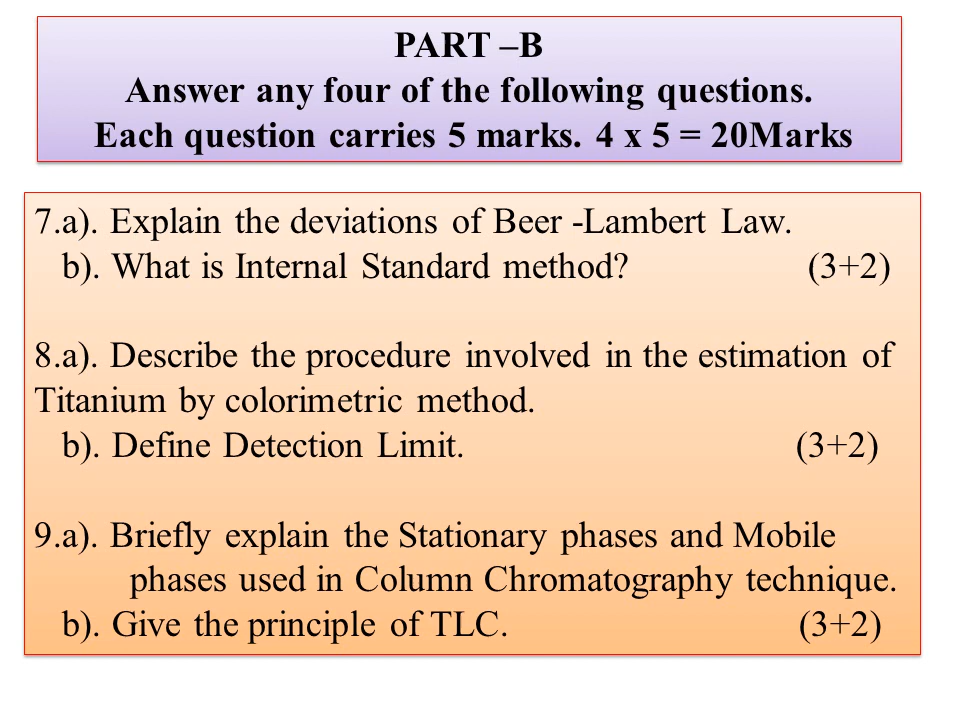 PART –B
Answer any four of the following questions.
Each question carries 5 marks. 4 x 5 = 20Marks
7.a). Explain the deviations of Beer -Lambert Law.
b). What is Internal Standard method? (3+2)
8.a). Describe the procedure involved in the estimation of
Titanium by colorimetric method.
b). Define Detection Limit. (3+2)
9.a). Briefly explain the Stationary phases and Mobile
phases used in Column Chromatography technique.
b). Give the principle of TLC. (3+2)